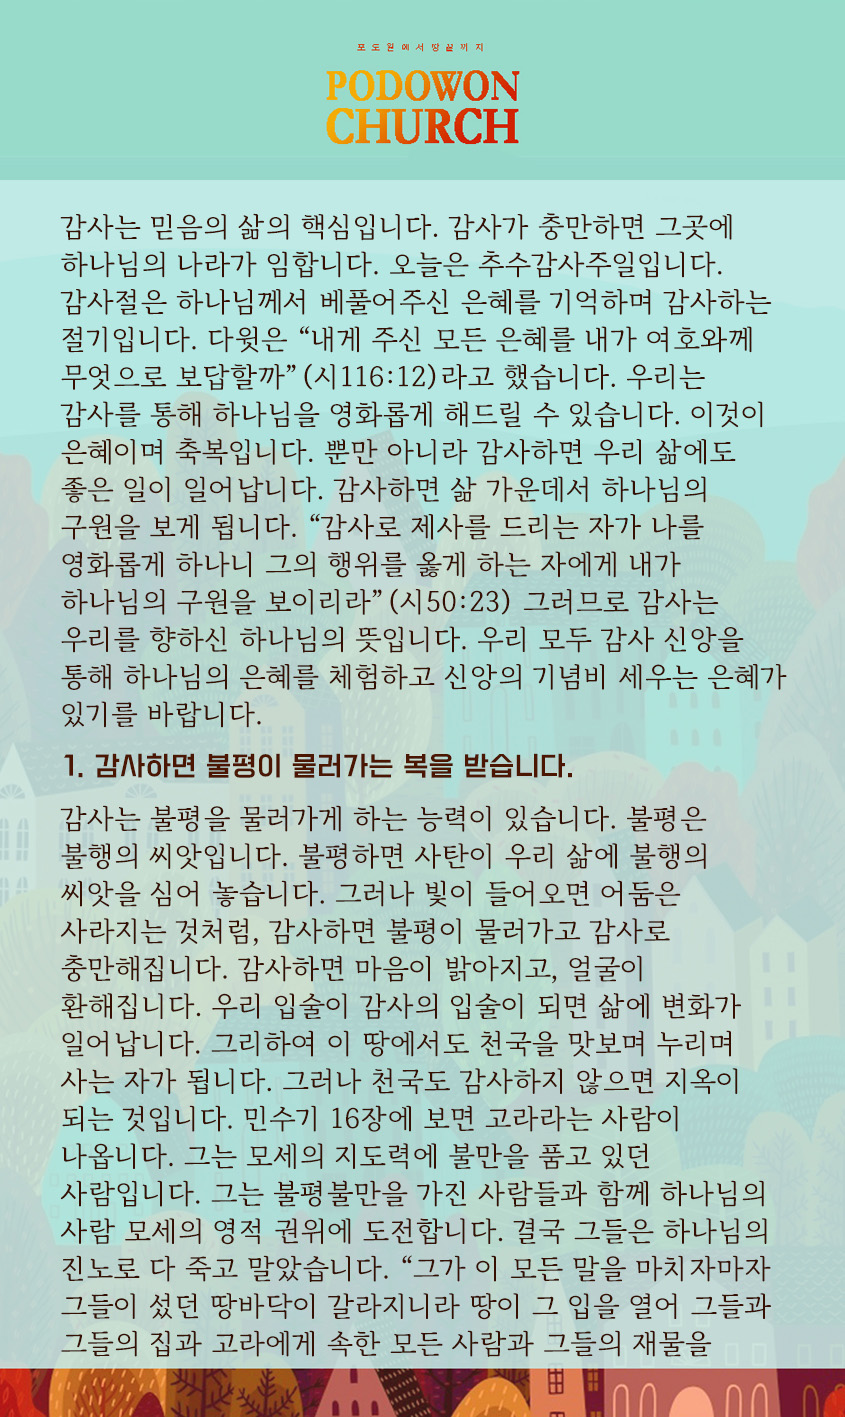 포도원에서땅끝까지
PODOWON
CHURCH
감사는 믿음의 삶의 핵심입니다. 감사가 충만하면 그곳에
하나님의 나라가 임합니다. 오늘은 추수감사주일입니다.
감사절은 하나님께서 베풀어주신 은혜를 기억하며 감사하는
절기입니다. 다윗은 “내게 주신 모든 은혜를 내가 여호와께
무엇으로 보답할까”(시116:12)라고 했습니다. 우리는
감사를 통해 하나님을 영화롭게 해드릴 수 있습니다. 이것이
은혜이며 축복입니다. 뿐만 아니라 감사하면 우리 삶에도
좋은 일이 일어납니다. 감사하면 삶 가운데서 하나님의
구원을 보게 됩니다. “감사로 제사를 드리는 자가 나를
영화롭게 하나니 그의 행위를 옳게 하는 자에게 내가
하나님의 구원을 보이리라”(시50:23) 그러므로 감사는
우리를 향하신 하나님의 뜻입니다. 우리 모두 감사 신앙을
통해 하나님의 은혜를 체험하고 신앙의 기념비 세우는 은혜가
있기를 바랍니다.
1. 감사하면 불평이 물러가는 복을 받습니다.
감사는 불평을 물러가게 하는 능력이 있습니다. 불평은
불행의 씨앗입니다. 불평하면 사탄이 우리 삶에 불행의
씨앗을 심어 놓습니다. 그러나 빛이 들어오면 어둠은
사라지는 것처럼, 감사하면 불평이 물러가고 감사로
충만해집니다. 감사하면 마음이 밝아지고, 얼굴이
환해집니다. 우리 입술이 감사의 입술이 되면 삶에 변화가
일어납니다. 그리하여 이 땅에서도 천국을 맛보며 누리며
사는 자가 됩니다. 그러나 천국도 감사하지 않으면 지옥이
되는 것입니다. 민수기 16장에 보면 고라라는 사람이
나옵니다. 그는 모세의 지도력에 불만을 품고 있던
사람입니다. 그는 불평불만을 가진 사람들과 함께 하나님의
사람 모세의 영적 권위에 도전합니다. 결국 그들은 하나님의
진노로 다 죽고 말았습니다. “그가 이 모든 말을 마치자마자
그들이 섰던 땅바닥이 갈라지니라 땅이 그 입을 열어 그들과
그들의 집과 고라에게 속한 모든 사람과 그들의 재물을